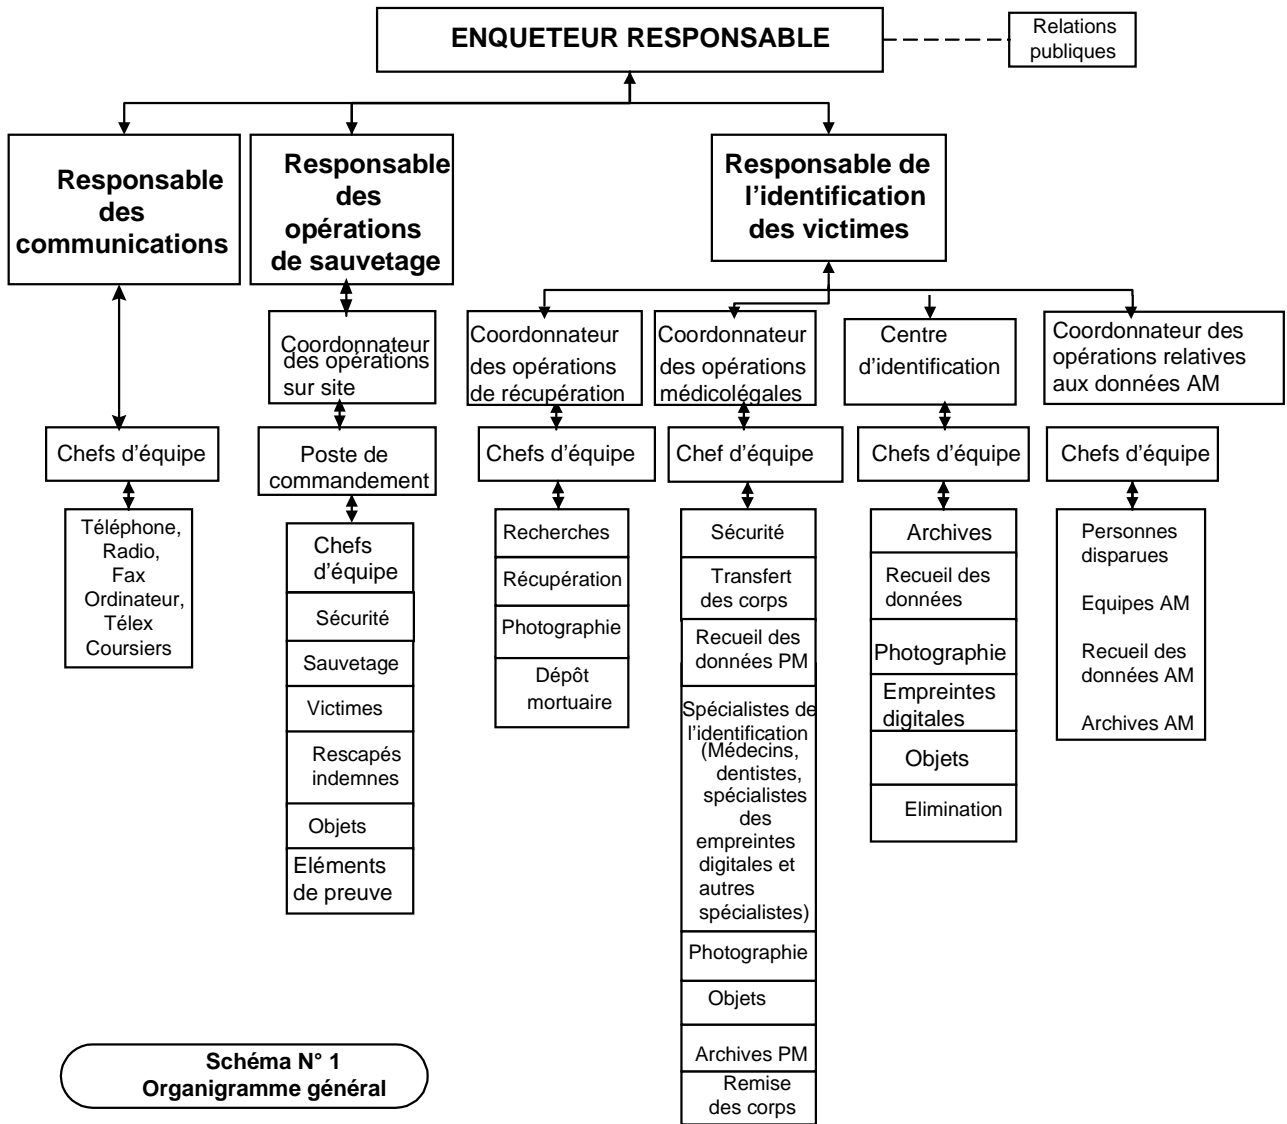 ENQUETEUR RESPONSABLE
Relations
publiques
Responsable
des
communications
Responsable
des
opérations
de sauvetage
Responsable de
l'identification
des victimes
Coordonnateur
des opérations
sur site
Coordonnateur
des opérations
de récupération
Coordonnateur
des opérations
médicolégales
Centre
d'identification
Coordonnateur des
opérations relatives
aux données AM
Chefs d'équipe
Poste de
commandement
Chefs d'équipe
Chef d'équipe
Chefs d'équipe
Chefs d'équipe
Téléphone,
Radio,
Fax
Ordinateur,
Télex
Coursiers
Chefs
d'équipe
Sécurité
Sauvetage
Victimes
Rescapés
indemnes
Objets
Eléments
de preuve
Recherches
Récupération
Photographie
Dépôt
mortuaire
Sécurité
Transfert
des corps
Recueil des
données PM
Spécialistes de
l'identification
(Médecins,
dentistes,
spécialistes
des
empreintes
digitales et
autres
spécialistes)
Photographie
Objets
Archives PM
Remise
des corps
Archives
Recueil des
données
Photographie
Empreintes
digitales
Objets
Elimination
Personnes
disparues
Equipes AM
Recueil des
données AM
Archives AM
Schéma N° 1
Organigramme général